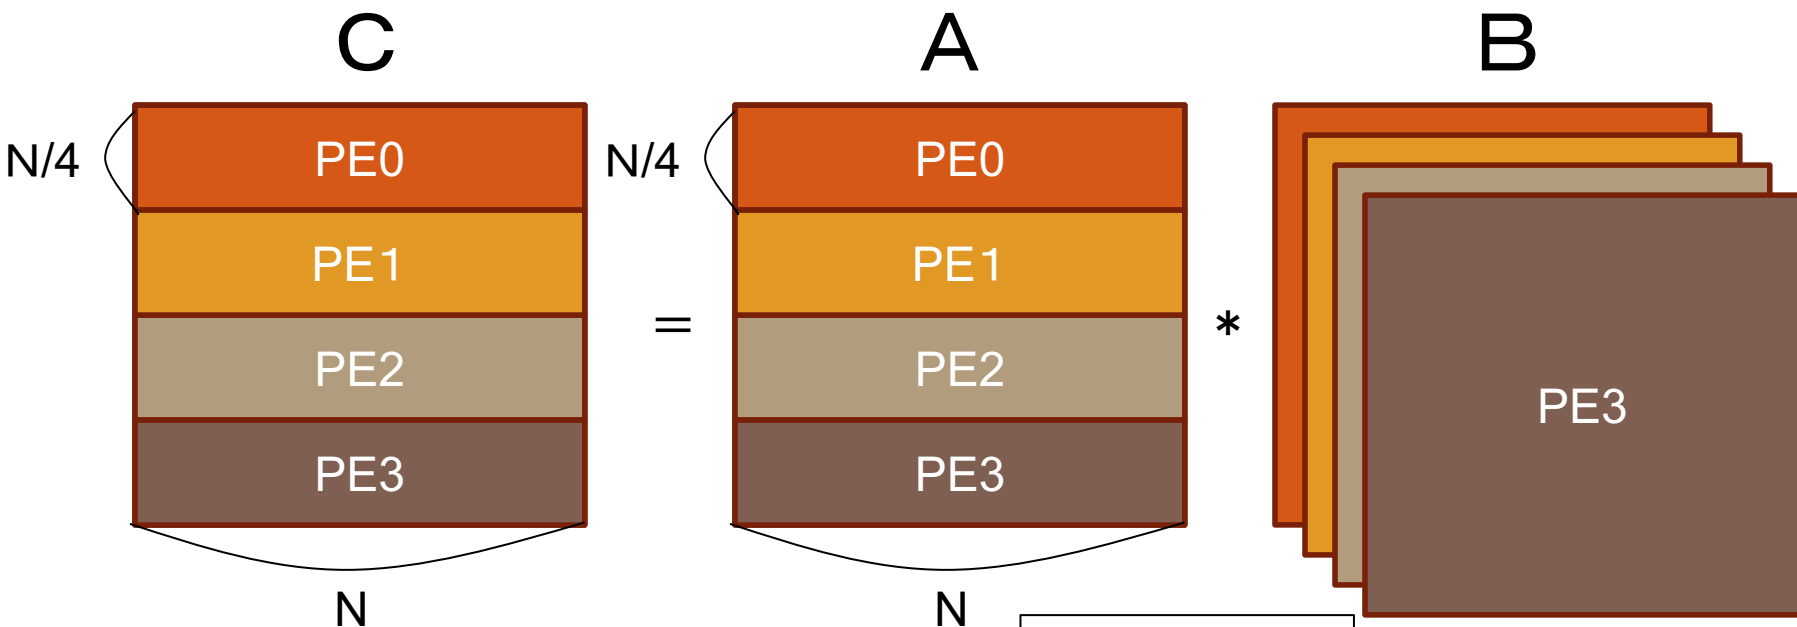 C A B
N/4 PE0 N/4 PE0
PE1 PE1
= *
PE2 PE2
PE3
PE3 PE3
N N